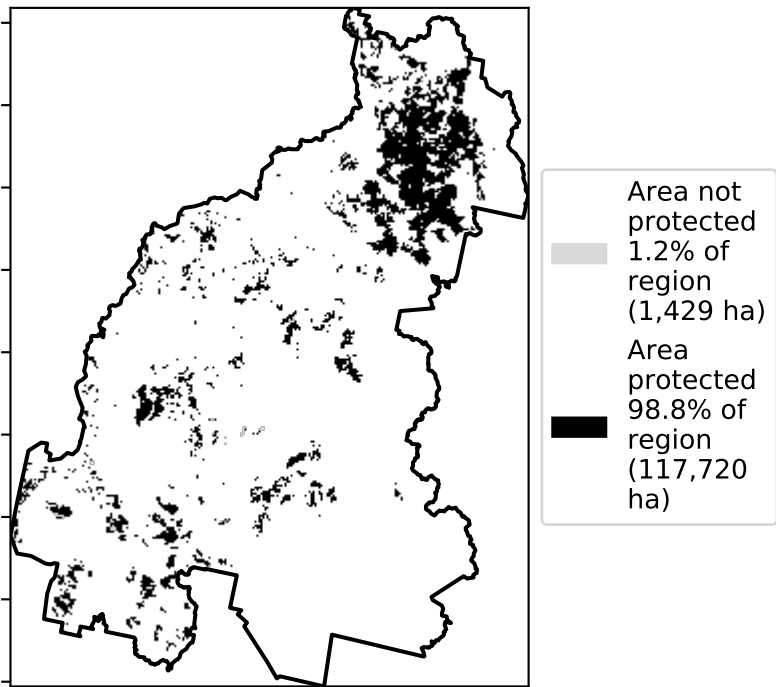 Area not
protected
1.2% of
region
(1,429 ha)
Area
protected
98.8% of
region
(117,720
ha)